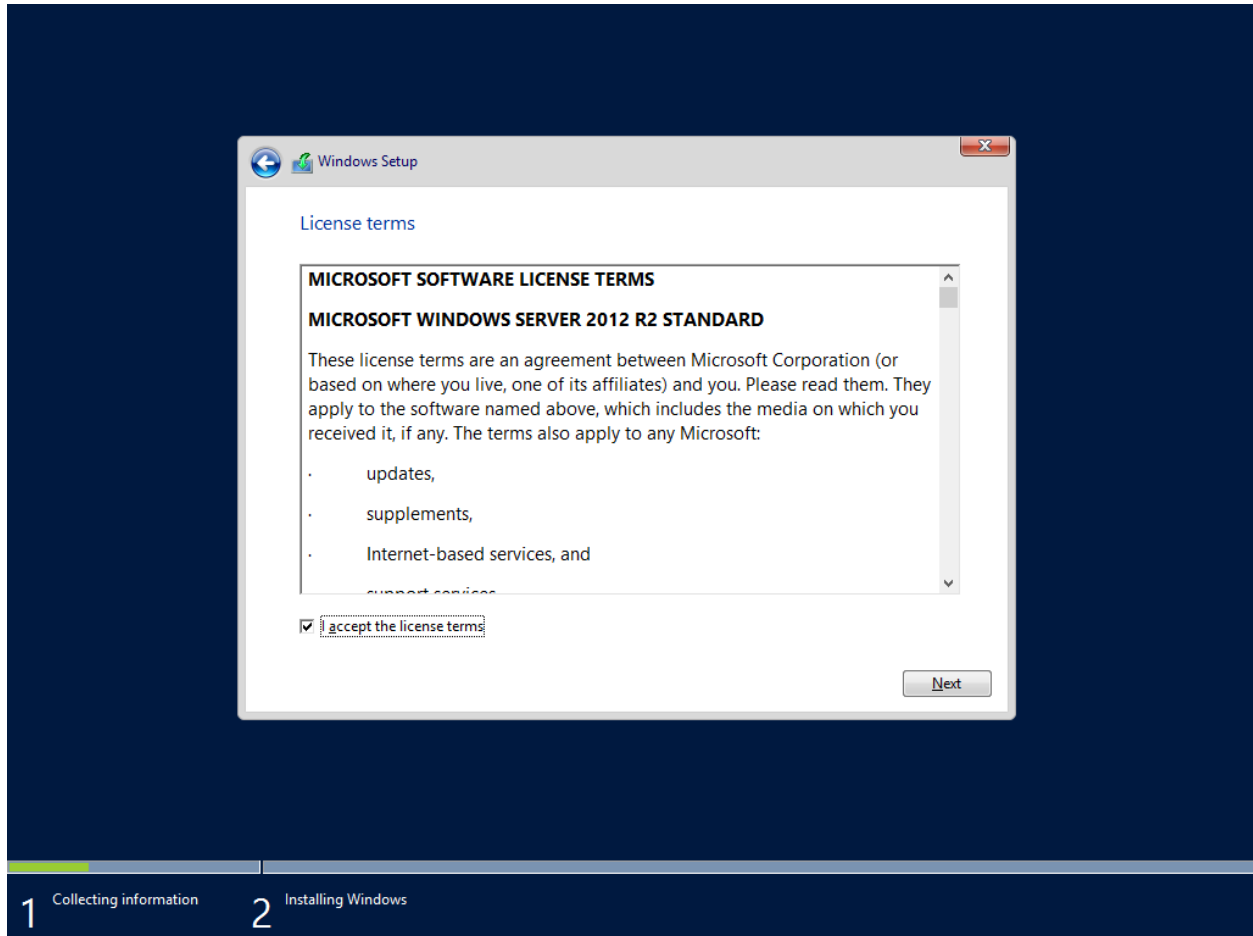 Windows Setup
License terms
MICROSOFT SOFTWARE LICENSE TERMS
MICROSOFT WINDOWS SERVER 2012 R2 STANDARD
These license terms are an agreement between Microsoft Corporation (or
based on where you live, one of its affiliates) and you. Please read them. They
apply to the software named above, which includes the media on which you
received it, if any. The terms also apply to any Microsoft:
· updates,
· supplements,
· Internet-based services, and
support services
I accept the license terms
Next
1 Collecting information
2 Installing Windows